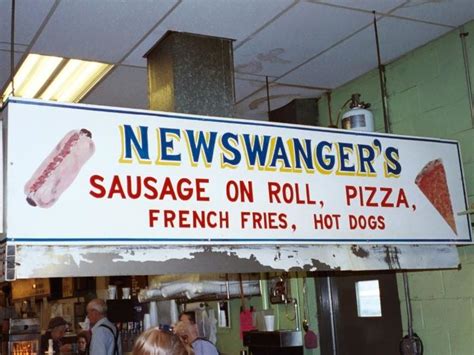 NEWSWANGER'S
SAUSAGE ON ROLL, PIZZA,
FRENCH FRIES, HOT DOGS